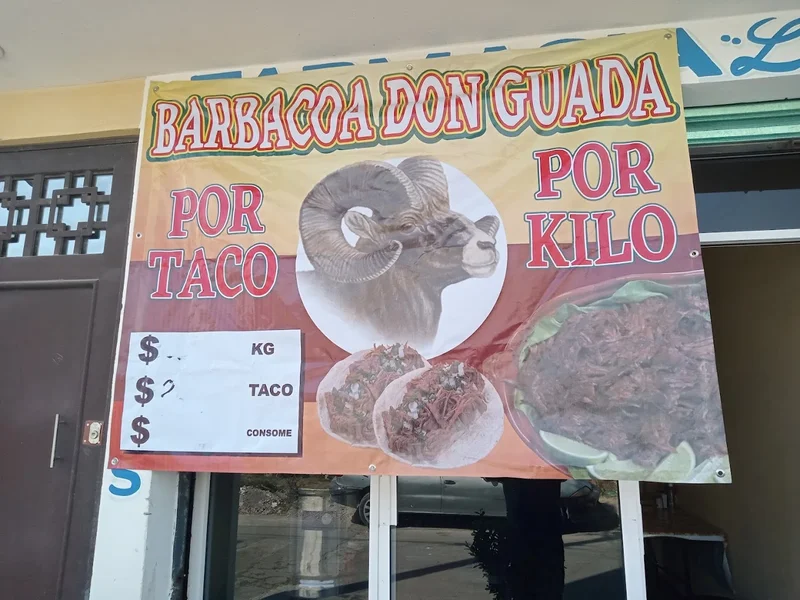 BARBACOA DON GUADA
POR TACO
POR KILO
$ KG
$ TACO
$ CONSOME